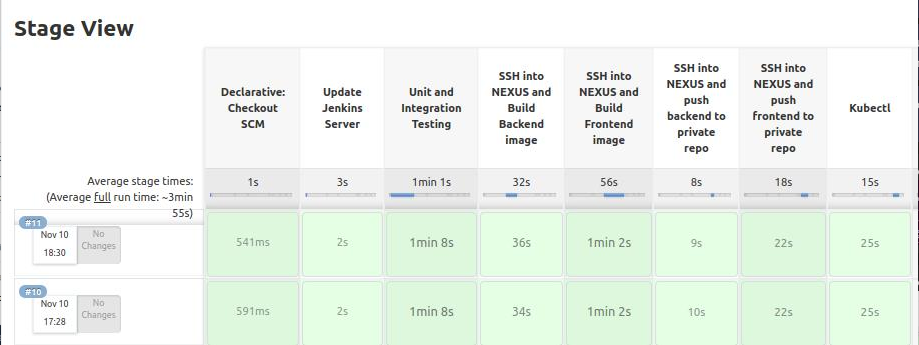 Stage View
Declarative:
Checkout
SCM
Update
Jenkins
Server
Unit and
Integration
Testing
SSH into
NEXUS and
Build
Backend
image
SSH into
NEXUS and
Build
Frontend
image
SSH into
NEXUS and
push
backend to
private
repo
SSH into
NEXUS and
push
frontend to
private
repo
Kubectl
Average stage times:
(Average full run time: ~3min
55s)
1s
3s
1min 1s
32s
56s
8s
18s
15s
#11
Nov 10
18:30
No
Changes
541ms
2s
1min 8s
36s
1min 2s
9s
22s
25s
#10
Nov 10
17:28
No
Changes
591ms
2s
1min 8s
34s
1min 2s
10s
22s
25s